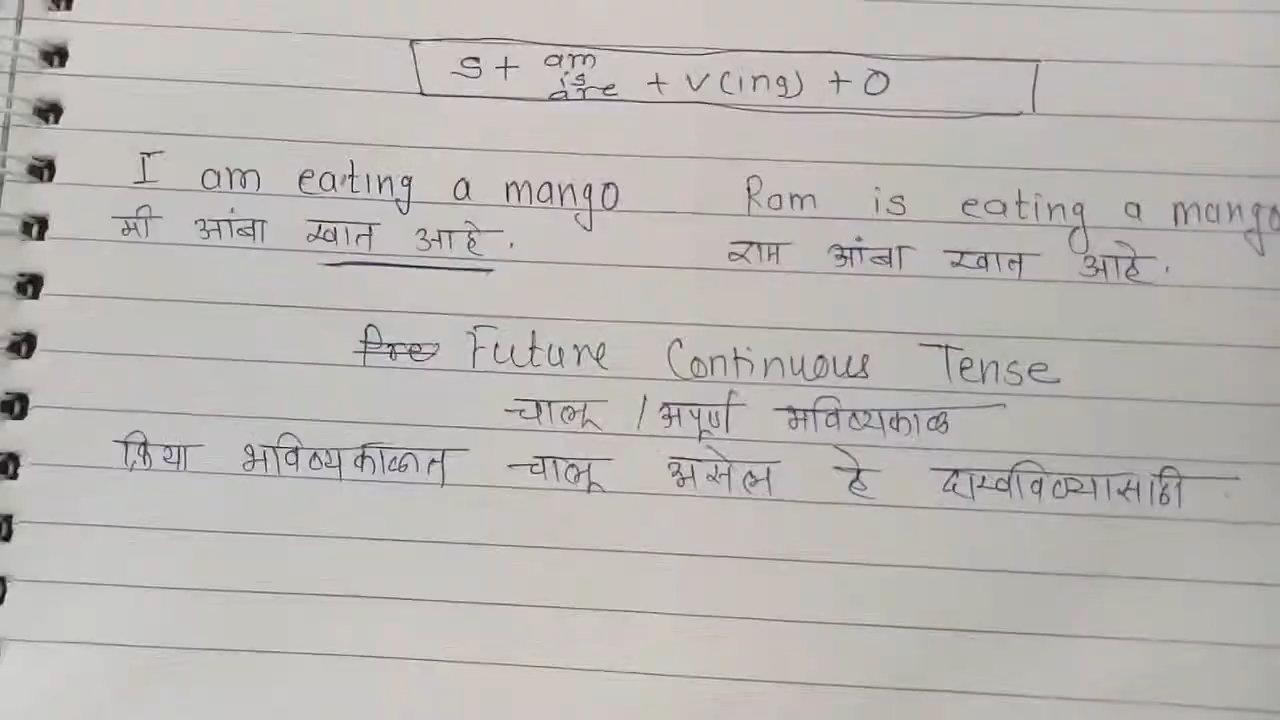 S + am is are + V(ing) + O
I am eating a mango Ram is eating a mango
मी आंबा खात आहे. राम आंबा खात आहे.
Pre Future Continuous Tense
चालू / अपूर्ण भविष्यकाळ
क्रिया भविष्यकाळात चालू असेल हे दाखविण्यासाठी